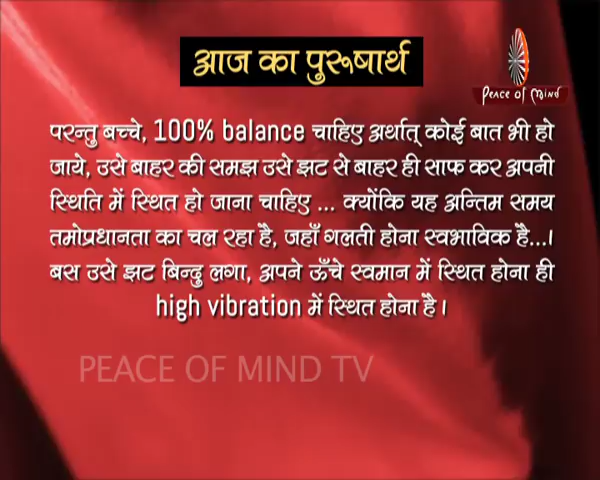 आज का पुरूषार्थ
Peace of Mind
परन्तु बच्चे, 100% balance चाहिए अर्थात् कोई बात भी हो
जाये, उसे बाहर की समझ उसे झट से बाहर ही साफ कर अपनी
स्थिति में स्थित हो जाना चाहिए ... क्योंकि यह अन्तिम समय
तमोप्रधानता का चल रहा है, जहाँ गलती होना स्वभाविक है...।
बस उसे झट बिन्दु लगा, अपने ऊँचे स्वमान में स्थित होना ही
high vibration में स्थित होना है।
PEACE OF MIND TV